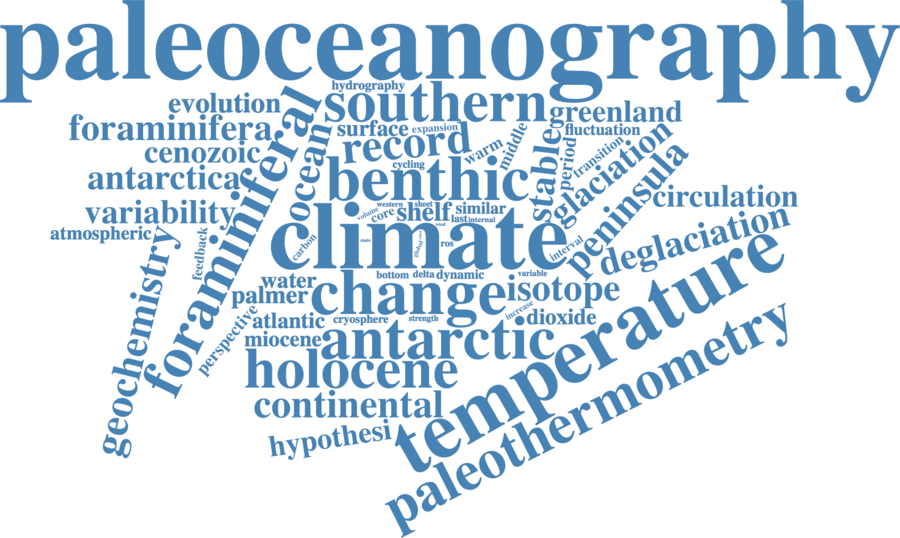 paleoceanography
hydrography
evolution
southern
greenland
foraminifera
foraminiferal
surface
expansion
fluctuation
record
ocean
middle
stable
period
glaciation
transition
cenozoic
warm
cycling
antarctica
benthic
peninsula
circulation
western
sheet
volume
core
shelf
similar
last
internal
variability
climate
atmospheric
feedback
carbon
state
global
ros
interval
deglaciation
geochemistry
bottom
delta
dynamic
variable
water
palmer
change
isotope
temperature
perspective
atlantic
cryosphere
strength
increase
dioxide
miocene
antarctic
holocene
continental
hypothesi
paleothermometry